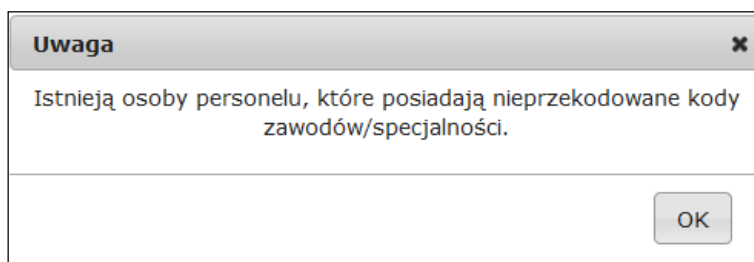 Uwaga
Istnieją osoby personelu, które posiadają nieprzekodowane kody
zawodów/specjalności.
OK